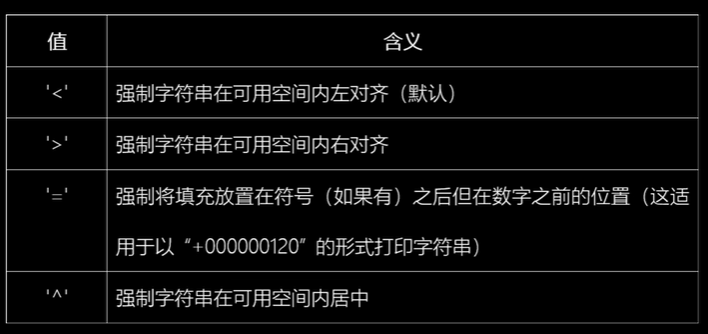 值 含义
'<' 强制字符串在可用空间内左对齐（默认）
'>' 强制字符串在可用空间内右对齐
'=' 强制将填充放置在符号（如果有）之后但在数字之前的位置（这适
用于以“+000000120”的形式打印字符串）
'^' 强制字符串在可用空间内居中